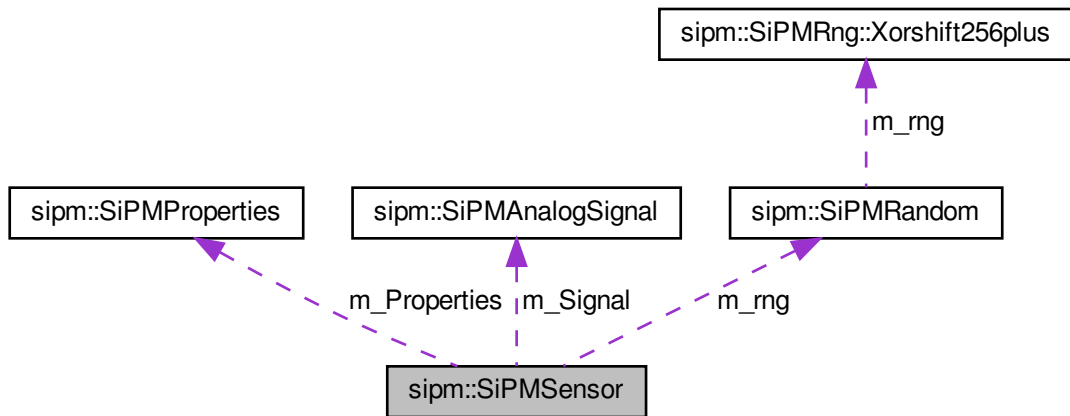 sipm::SiPMRng::Xorshift256plus
m_rng
sipm::SiPMProperties
sipm::SiPMAnalogSignal
sipm::SiPMRandom
m_Properties
m_Signal
m_rng
sipm::SiPMSensor